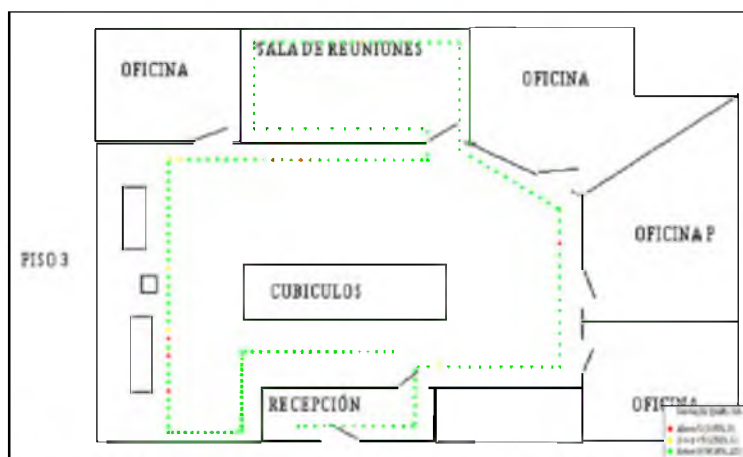 OFICINA
SALA DE REUNIONES
OFICINA
OFICINA P
PISO 3
CUBICULOS
RECEPCIÓN
OFICINA